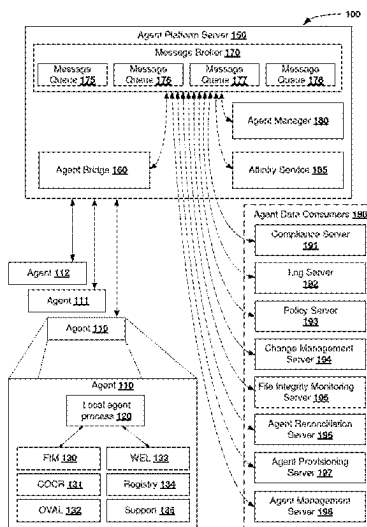 100
Agent Platform Server 150
Message Broker 170
Message Queue 175
Message Queue 176
Message Queue 177
Message Queue 178
Agent Manager 180
Agent Bridge 160
Affinity Service 185
Agent Data Consumers 190
Compliance Server 191
Log Server 192
Policy Server 193
Change Management Server 194
File Integrity Monitoring Server
Agent Reconciliation Server
Agent Provisioning Server 197
Agent Management Server 198
Agent 112
Agent 111
Agent 110
Agent 110
Local agent process 120
FIM 130
WEL
COCR 131
Registry 134
OVAL 132
Support 135